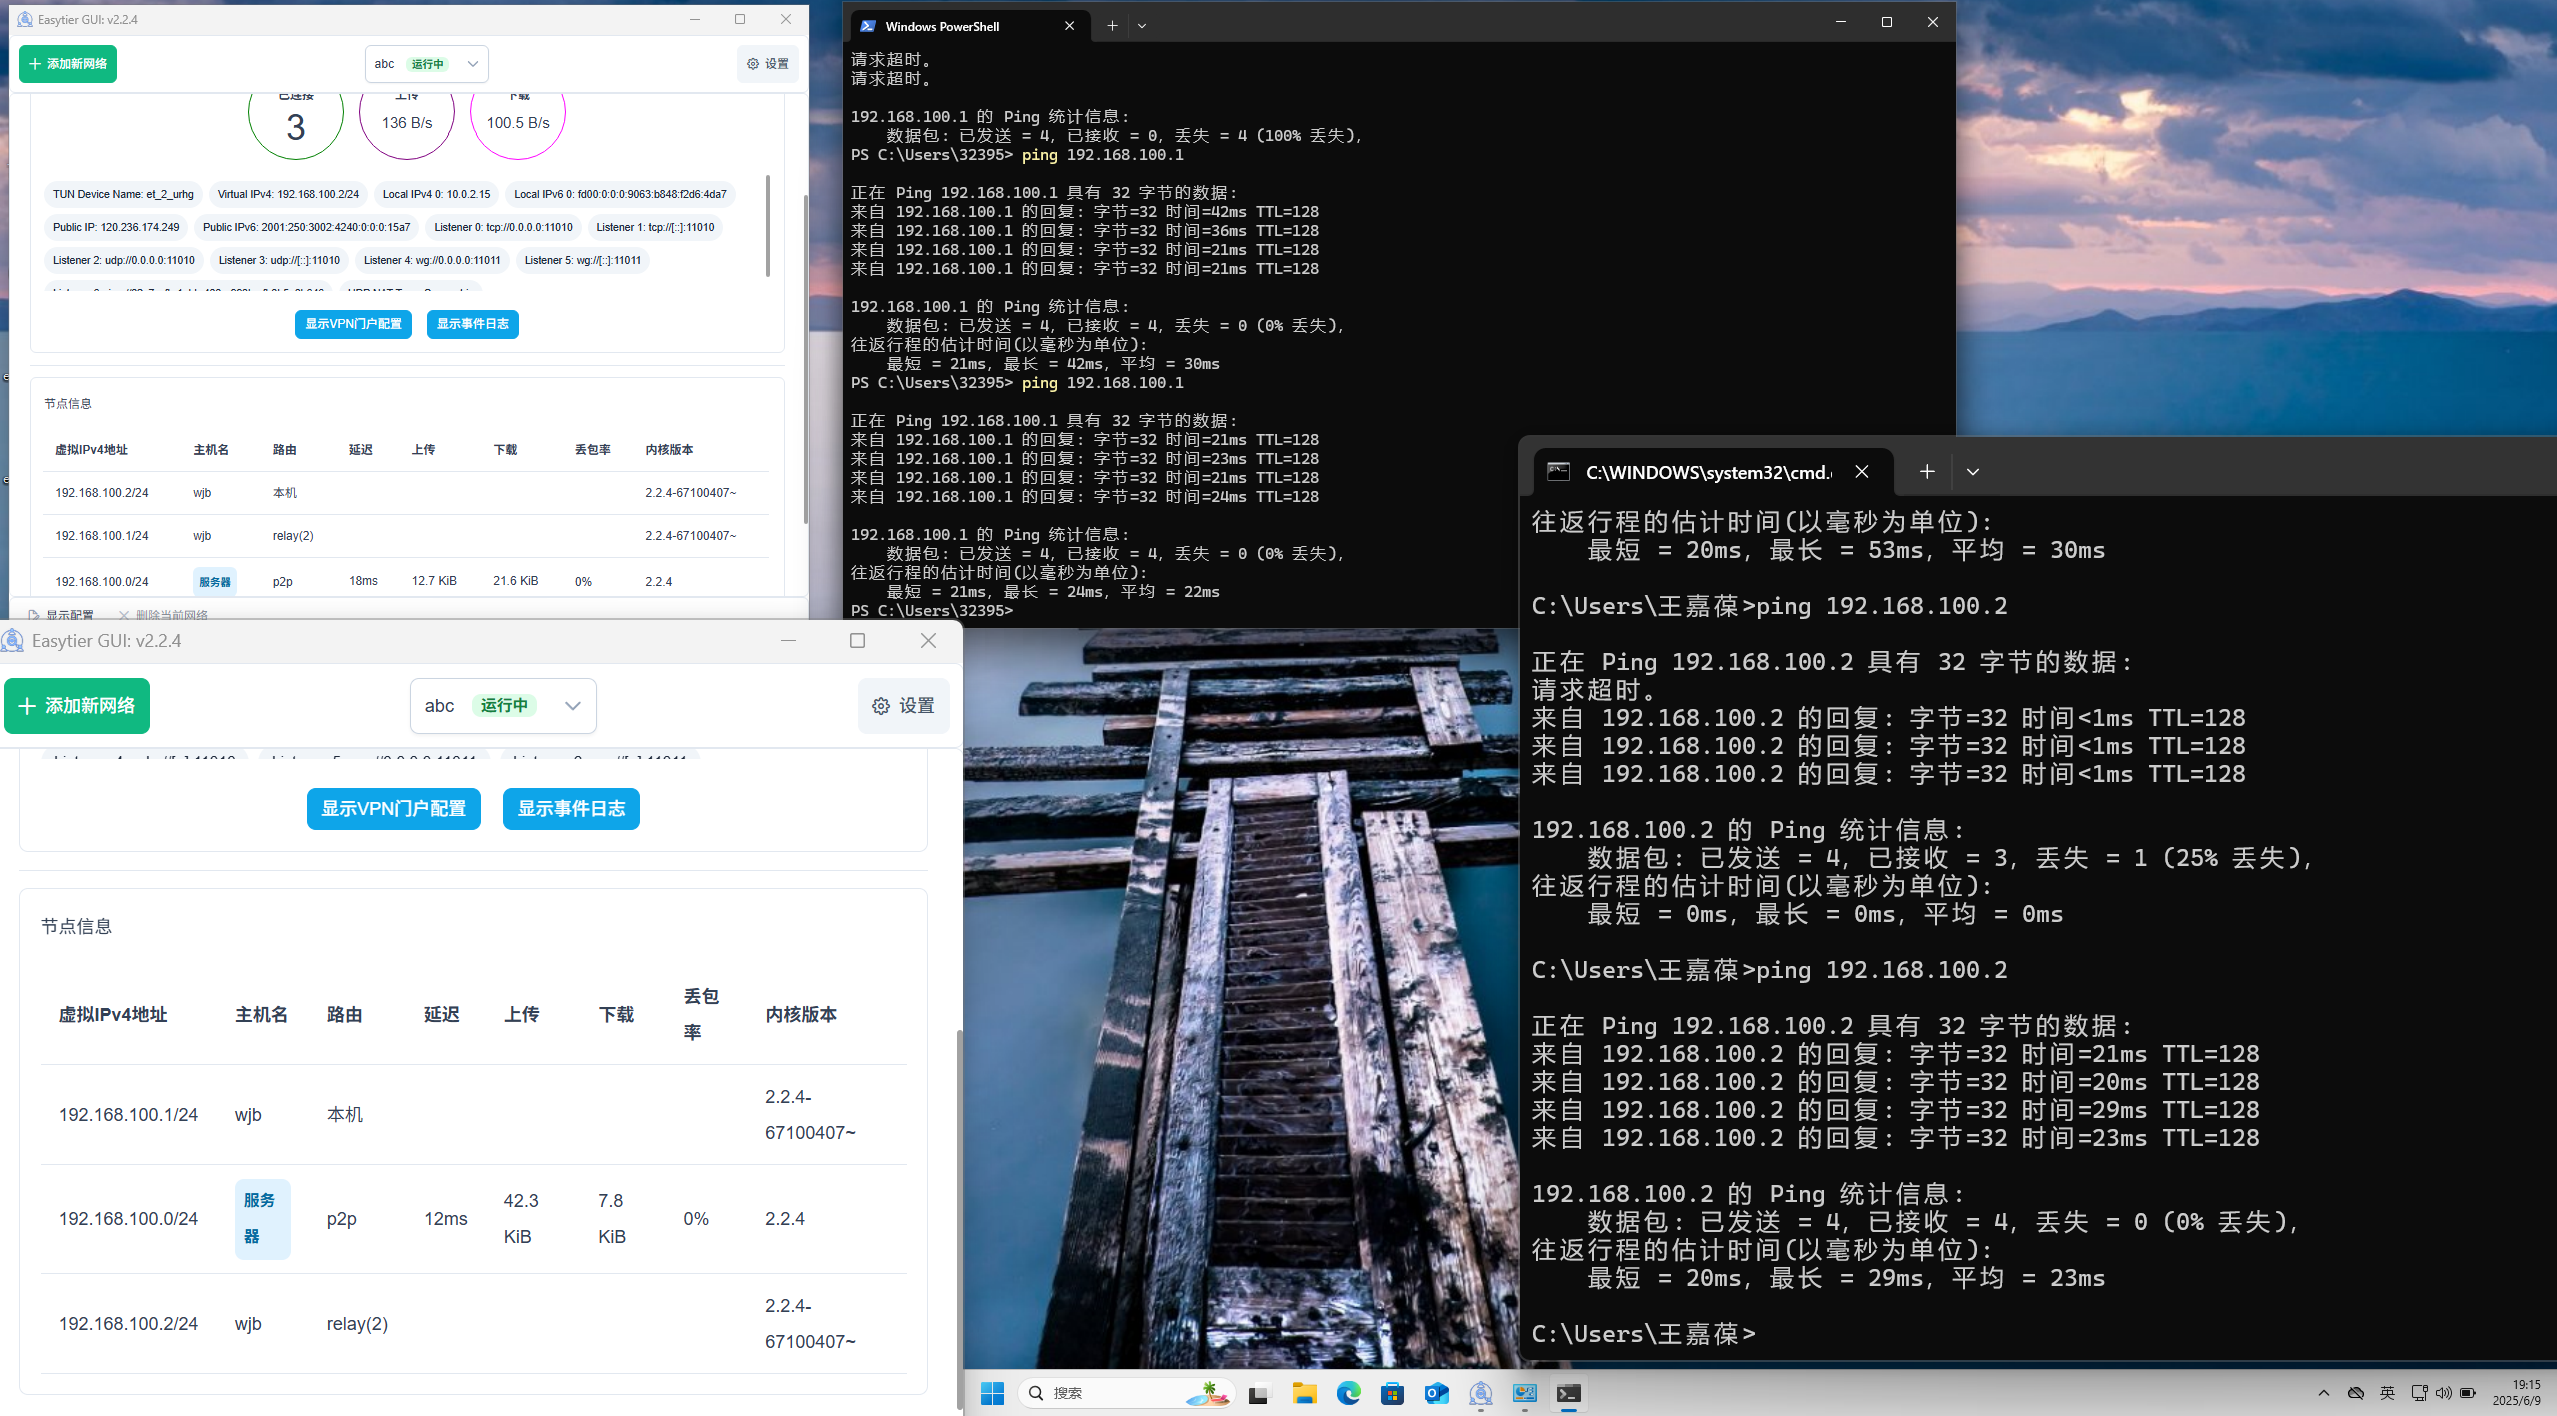 Easytier GUI: v2.2.4
添加新网络
abc 运行中
设置
已连接 上传 下载
3 136 B/s 100.5 B/s
TUN Device Name: et_2_urhg Virtual IPv4: 192.168.100.2/24 Local IPv4 0: 10.0.2.15 Local IPv6 0: fd00:0:0:0:9063:b848:f2d6:4da7
Public IP: 120.236.174.249 Public IPv6: 2001:250:3002:4240:0:0:0:15a7 Listener 0: tcp://0.0.0.0:11010 Listener 1: tcp://[::]:11010
Listener 2: udp://0.0.0.0:11010 Listener 3: udp://[::]:11010 Listener 4: wg://0.0.0.0:11011 Listener 5: wg://[::]:11011
显示VPN门户配置 显示事件日志
节点信息
虚拟IPv4地址 主机名 路由 延迟 上传 下载 丢包率 内核版本
192.168.100.2/24 wjb 本机 2.2.4-67100407~
192.168.100.1/24 wjb relay(2) 2.2.4-67100407~
192.168.100.0/24 服务器 p2p 18ms 12.7 KiB 21.6 KiB 0% 2.2.4
显示配置 删除当前网络
Windows PowerShell
请求超时。
请求超时。
192.168.100.1 的 Ping 统计信息:
数据包: 已发送 = 4, 已接收 = 0, 丢失 = 4 (100% 丢失),
PS C:\Users\32395> ping 192.168.100.1
正在 Ping 192.168.100.1 具有 32 字节的数据:
来自 192.168.100.1 的回复: 字节=32 时间=42ms TTL=128
来自 192.168.100.1 的回复: 字节=32 时间=36ms TTL=128
来自 192.168.100.1 的回复: 字节=32 时间=21ms TTL=128
来自 192.168.100.1 的回复: 字节=32 时间=21ms TTL=128
192.168.100.1 的 Ping 统计信息:
数据包: 已发送 = 4, 已接收 = 4, 丢失 = 0 (0% 丢失),
往返行程的估计时间(以毫秒为单位):
最短 = 21ms, 最长 = 42ms, 平均 = 30ms
PS C:\Users\32395> ping 192.168.100.1
正在 Ping 192.168.100.1 具有 32 字节的数据:
来自 192.168.100.1 的回复: 字节=32 时间=21ms TTL=128
来自 192.168.100.1 的回复: 字节=32 时间=23ms TTL=128
来自 192.168.100.1 的回复: 字节=32 时间=21ms TTL=128
来自 192.168.100.1 的回复: 字节=32 时间=24ms TTL=128
192.168.100.1 的 Ping 统计信息:
数据包: 已发送 = 4, 已接收 = 4, 丢失 = 0 (0% 丢失),
往返行程的估计时间(以毫秒为单位):
最短 = 21ms, 最长 = 24ms, 平均 = 22ms
PS C:\Users\32395>
Easytier GUI: v2.2.4
添加新网络
abc 运行中
设置
显示VPN门户配置 显示事件日志
节点信息
虚拟IPv4地址 主机名 路由 延迟 上传 下载 丢包率 内核版本
192.168.100.1/24 wjb 本机 2.2.4-67100407~
192.168.100.0/24 服务器 p2p 12ms 42.3 KiB 7.8 KiB 0% 2.2.4
192.168.100.2/24 wjb relay(2) 2.2.4-67100407~
C:\WINDOWS\system32\cmd.
往返行程的估计时间(以毫秒为单位):
最短 = 20ms, 最长 = 53ms, 平均 = 30ms
C:\Users\王嘉葆>ping 192.168.100.2
正在 Ping 192.168.100.2 具有 32 字节的数据:
请求超时。
来自 192.168.100.2 的回复: 字节=32 时间<1ms TTL=128
来自 192.168.100.2 的回复: 字节=32 时间<1ms TTL=128
来自 192.168.100.2 的回复: 字节=32 时间<1ms TTL=128
192.168.100.2 的 Ping 统计信息:
数据包: 已发送 = 4, 已接收 = 3, 丢失 = 1 (25% 丢失),
往返行程的估计时间(以毫秒为单位):
最短 = 0ms, 最长 = 0ms, 平均 = 0ms
C:\Users\王嘉葆>ping 192.168.100.2
正在 Ping 192.168.100.2 具有 32 字节的数据:
来自 192.168.100.2 的回复: 字节=32 时间=21ms TTL=128
来自 192.168.100.2 的回复: 字节=32 时间=20ms TTL=128
来自 192.168.100.2 的回复: 字节=32 时间=29ms TTL=128
来自 192.168.100.2 的回复: 字节=32 时间=23ms TTL=128
192.168.100.2 的 Ping 统计信息:
数据包: 已发送 = 4, 已接收 = 4, 丢失 = 0 (0% 丢失),
往返行程的估计时间(以毫秒为单位):
最短 = 20ms, 最长 = 29ms, 平均 = 23ms
C:\Users\王嘉葆>
搜索
英
19:15
2025/6/9